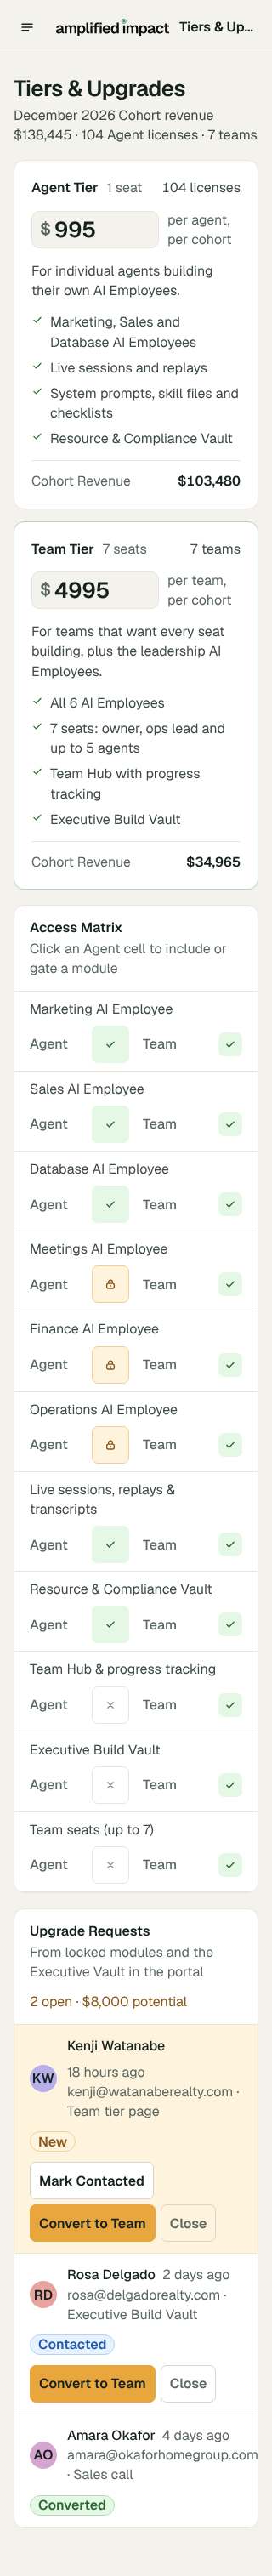 amplified impact Tiers & Up...
Tiers & Upgrades
December 2026 Cohort revenue
$138,445 · 104 Agent licenses · 7 teams
Agent Tier 1 seat 104 licenses
$ 995 per agent,
per cohort
For individual agents building
their own AI Employees.
Marketing, Sales and
Database AI Employees
Live sessions and replays
System prompts, skill files and
checklists
Resource & Compliance Vault
Cohort Revenue $103,480
Team Tier 7 seats 7 teams
$ 4995 per team,
per cohort
For teams that want every seat
building, plus the leadership AI
Employees.
All 6 AI Employees
7 seats: owner, ops lead and
up to 5 agents
Team Hub with progress
tracking
Executive Build Vault
Cohort Revenue $34,965
Access Matrix
Click an Agent cell to include or
gate a module
Marketing AI Employee
Agent Team
Sales AI Employee
Agent Team
Database AI Employee
Agent Team
Meetings AI Employee
Agent Team
Finance AI Employee
Agent Team
Operations AI Employee
Agent Team
Live sessions, replays &
transcripts
Agent Team
Resource & Compliance Vault
Agent Team
Team Hub & progress tracking
Agent Team
Executive Build Vault
Agent Team
Team seats (up to 7)
Agent Team
Upgrade Requests
From locked modules and the
Executive Vault in the portal
2 open · $8,000 potential
Kenji Watanabe
KW 18 hours ago
kenji@watanaberealty.com ·
Team tier page
New
Mark Contacted
Convert to Team Close
Rosa Delgado 2 days ago
RD rosa@delgadorealty.com ·
Executive Build Vault
Contacted
Convert to Team Close
Amara Okafor 4 days ago
AO amara@okaforhomegroup.com
· Sales call
Converted